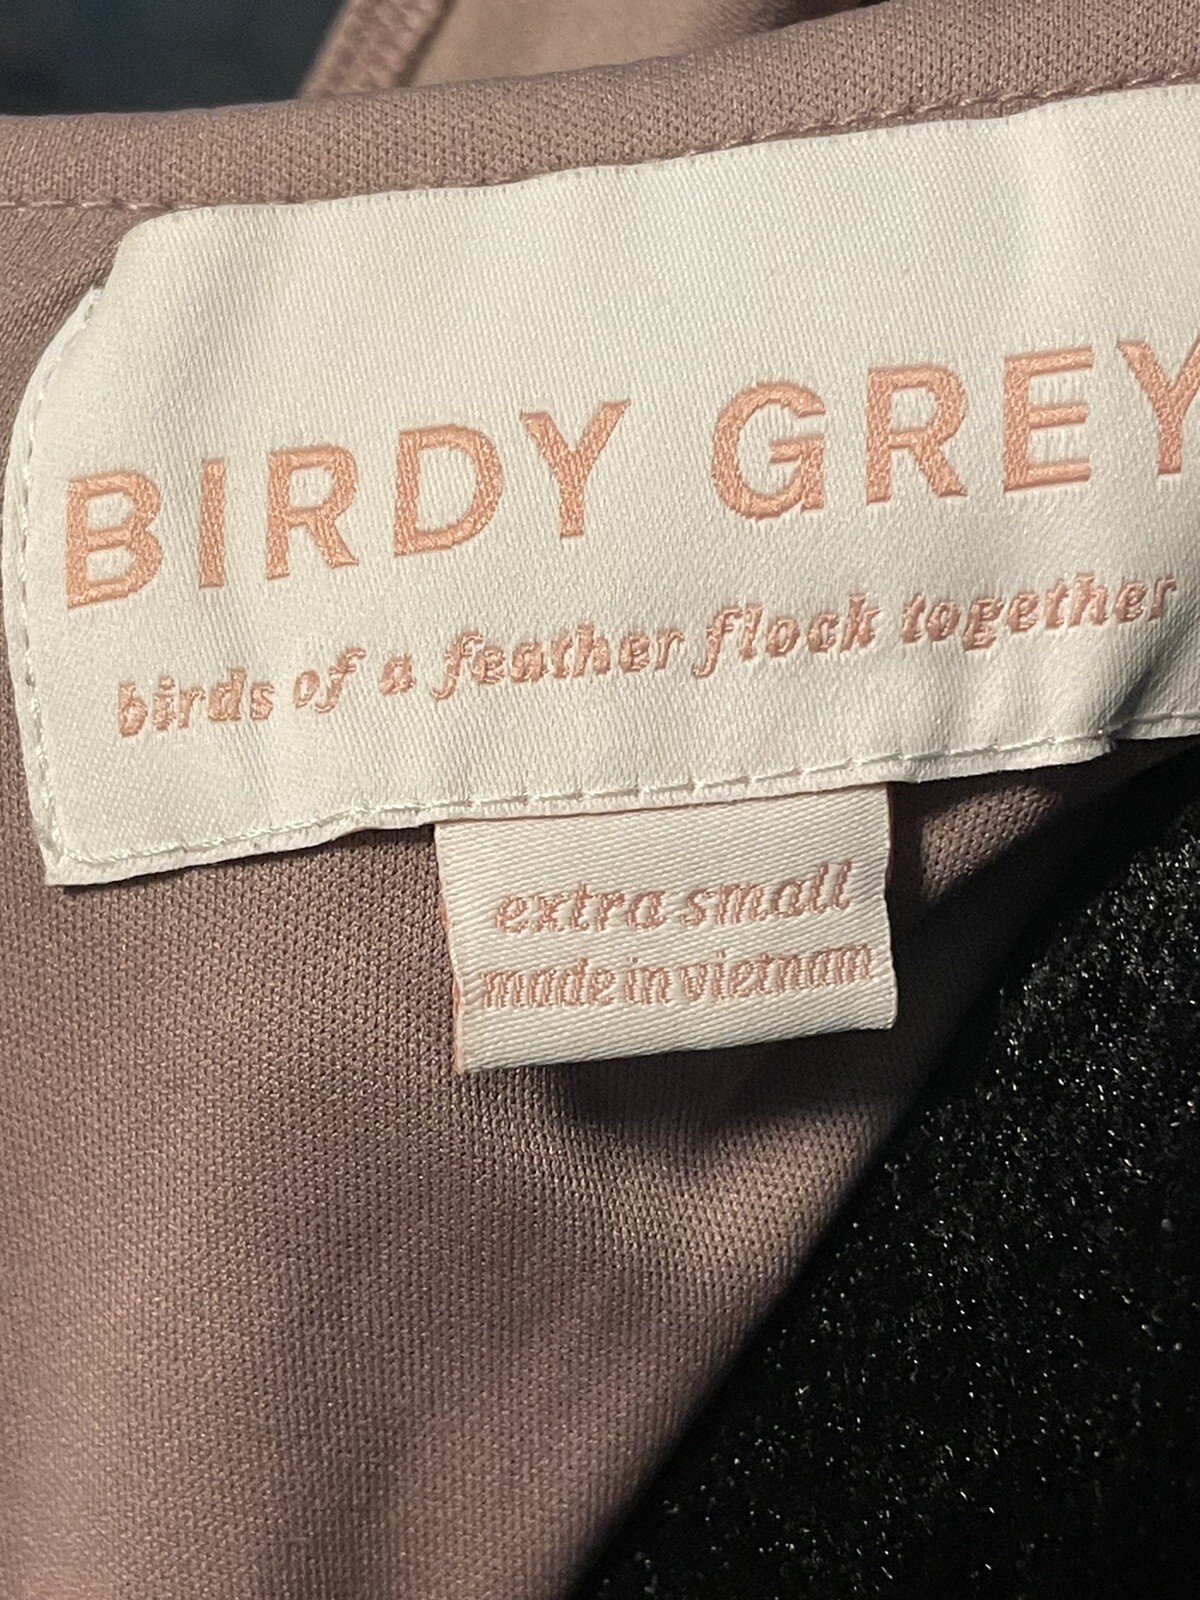 BIRDY GREY
birds of a feather flock together
extra small
made in vietnam